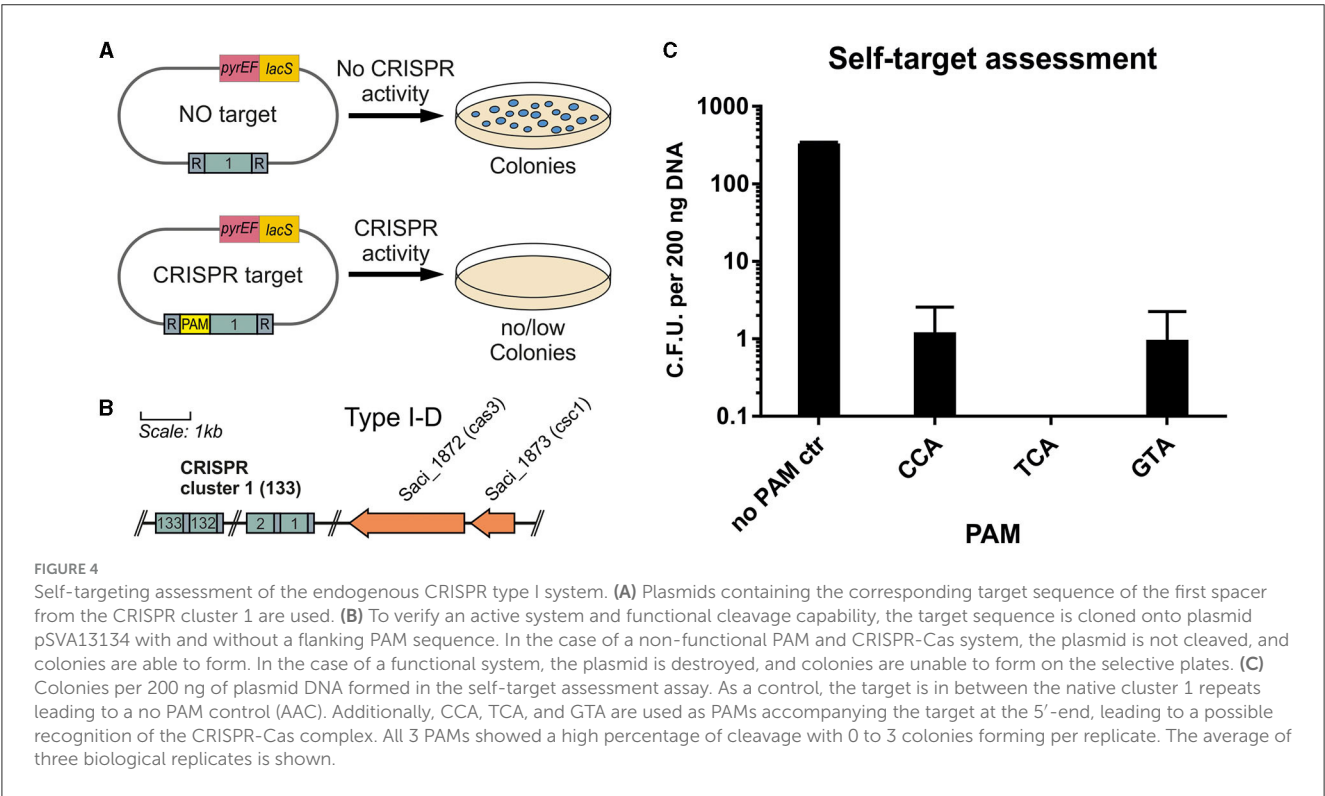 A
pyrEF lacS
NO target
R 1 R
No CRISPR
activity
Colonies
pyrEF lacS
CRISPR target
R PAM 1 R
CRISPR
activity
no/low
Colonies
B
Scale: 1kb
Type I-D
CRISPR
cluster 1 (133)
133 132 2 1
Saci_1872 (cas3)
Saci_1873 (csc1)
C
Self-target assessment
C.F.U. per 200 ng DNA
1000
100
10
1
0.1
no PAM ctr
CCA
TCA
GTA
PAM
FIGURE 4
Self-targeting assessment of the endogenous CRISPR type I system. (A) Plasmids containing the corresponding target sequence of the first spacer
from the CRISPR cluster 1 are used. (B) To verify an active system and functional cleavage capability, the target sequence is cloned onto plasmid
pSVA13134 with and without a flanking PAM sequence. In the case of a non-functional PAM and CRISPR-Cas system, the plasmid is not cleaved, and
colonies are able to form. In the case of a functional system, the plasmid is destroyed, and colonies are unable to form on the selective plates. (C)
Colonies per 200 ng of plasmid DNA formed in the self-target assessment assay. As a control, the target is in between the native cluster 1 repeats
leading to a no PAM control (AAC). Additionally, CCA, TCA, and GTA are used as PAMs accompanying the target at the 5′-end, leading to a possible
recognition of the CRISPR-Cas complex. All 3 PAMs showed a high percentage of cleavage with 0 to 3 colonies forming per replicate. The average of
three biological replicates is shown.